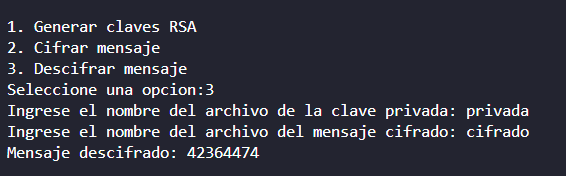 1. Generar claves RSA
2. Cifrar mensaje
3. Descifrar mensaje
Seleccione una opcion:3
Ingrese el nombre del archivo de la clave privada: privada
Ingrese el nombre del archivo del mensaje cifrado: cifrado
Mensaje descifrado: 42364474